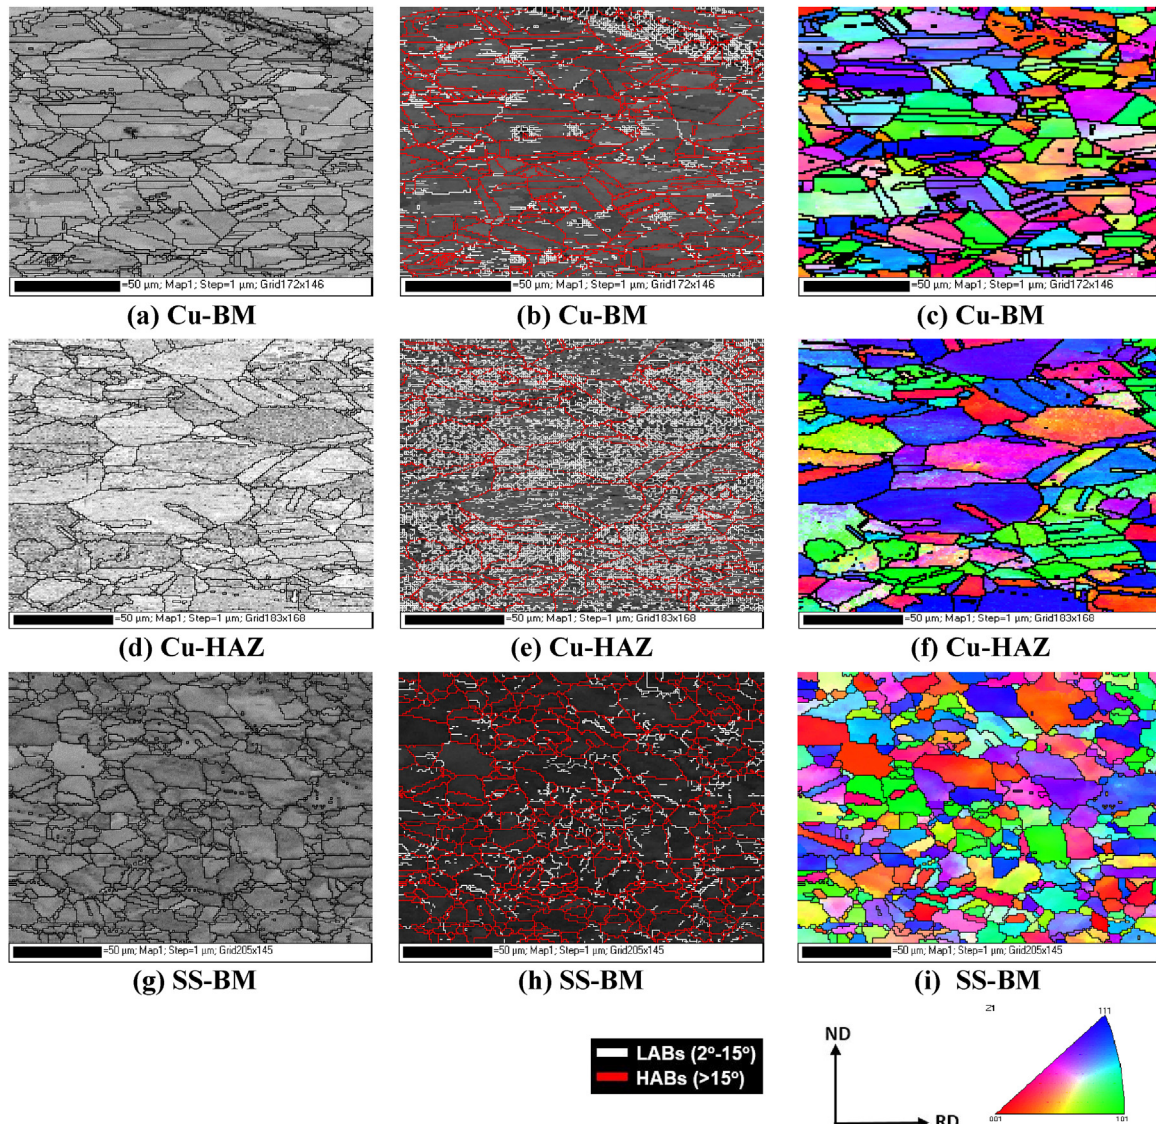 =50 µm; Map1; Step=1 µm; Grid172x146
=50 µm; Map1; Step=1 µm; Grid172x146
=50 µm; Map1; Step=1 µm; Grid172x146
(a) Cu-BM
(b) Cu-BM
(c) Cu-BM
=50 µm; Map1; Step=1 µm; Grid183x168
=50 µm; Map1; Step=1 µm; Grid183x168
=50 µm; Map1; Step=1 µm; Grid183x168
(d) Cu-HAZ
(e) Cu-HAZ
(f) Cu-HAZ
=50 µm; Map1; Step=1 µm; Grid205x145
=50 µm; Map1; Step=1 µm; Grid205x145
=50 µm; Map1; Step=1 µm; Grid205x145
(g) SS-BM
(h) SS-BM
(i) SS-BM
21
111
ND
LABs (2º-15º)
HABs (>15º)
RD
001
101